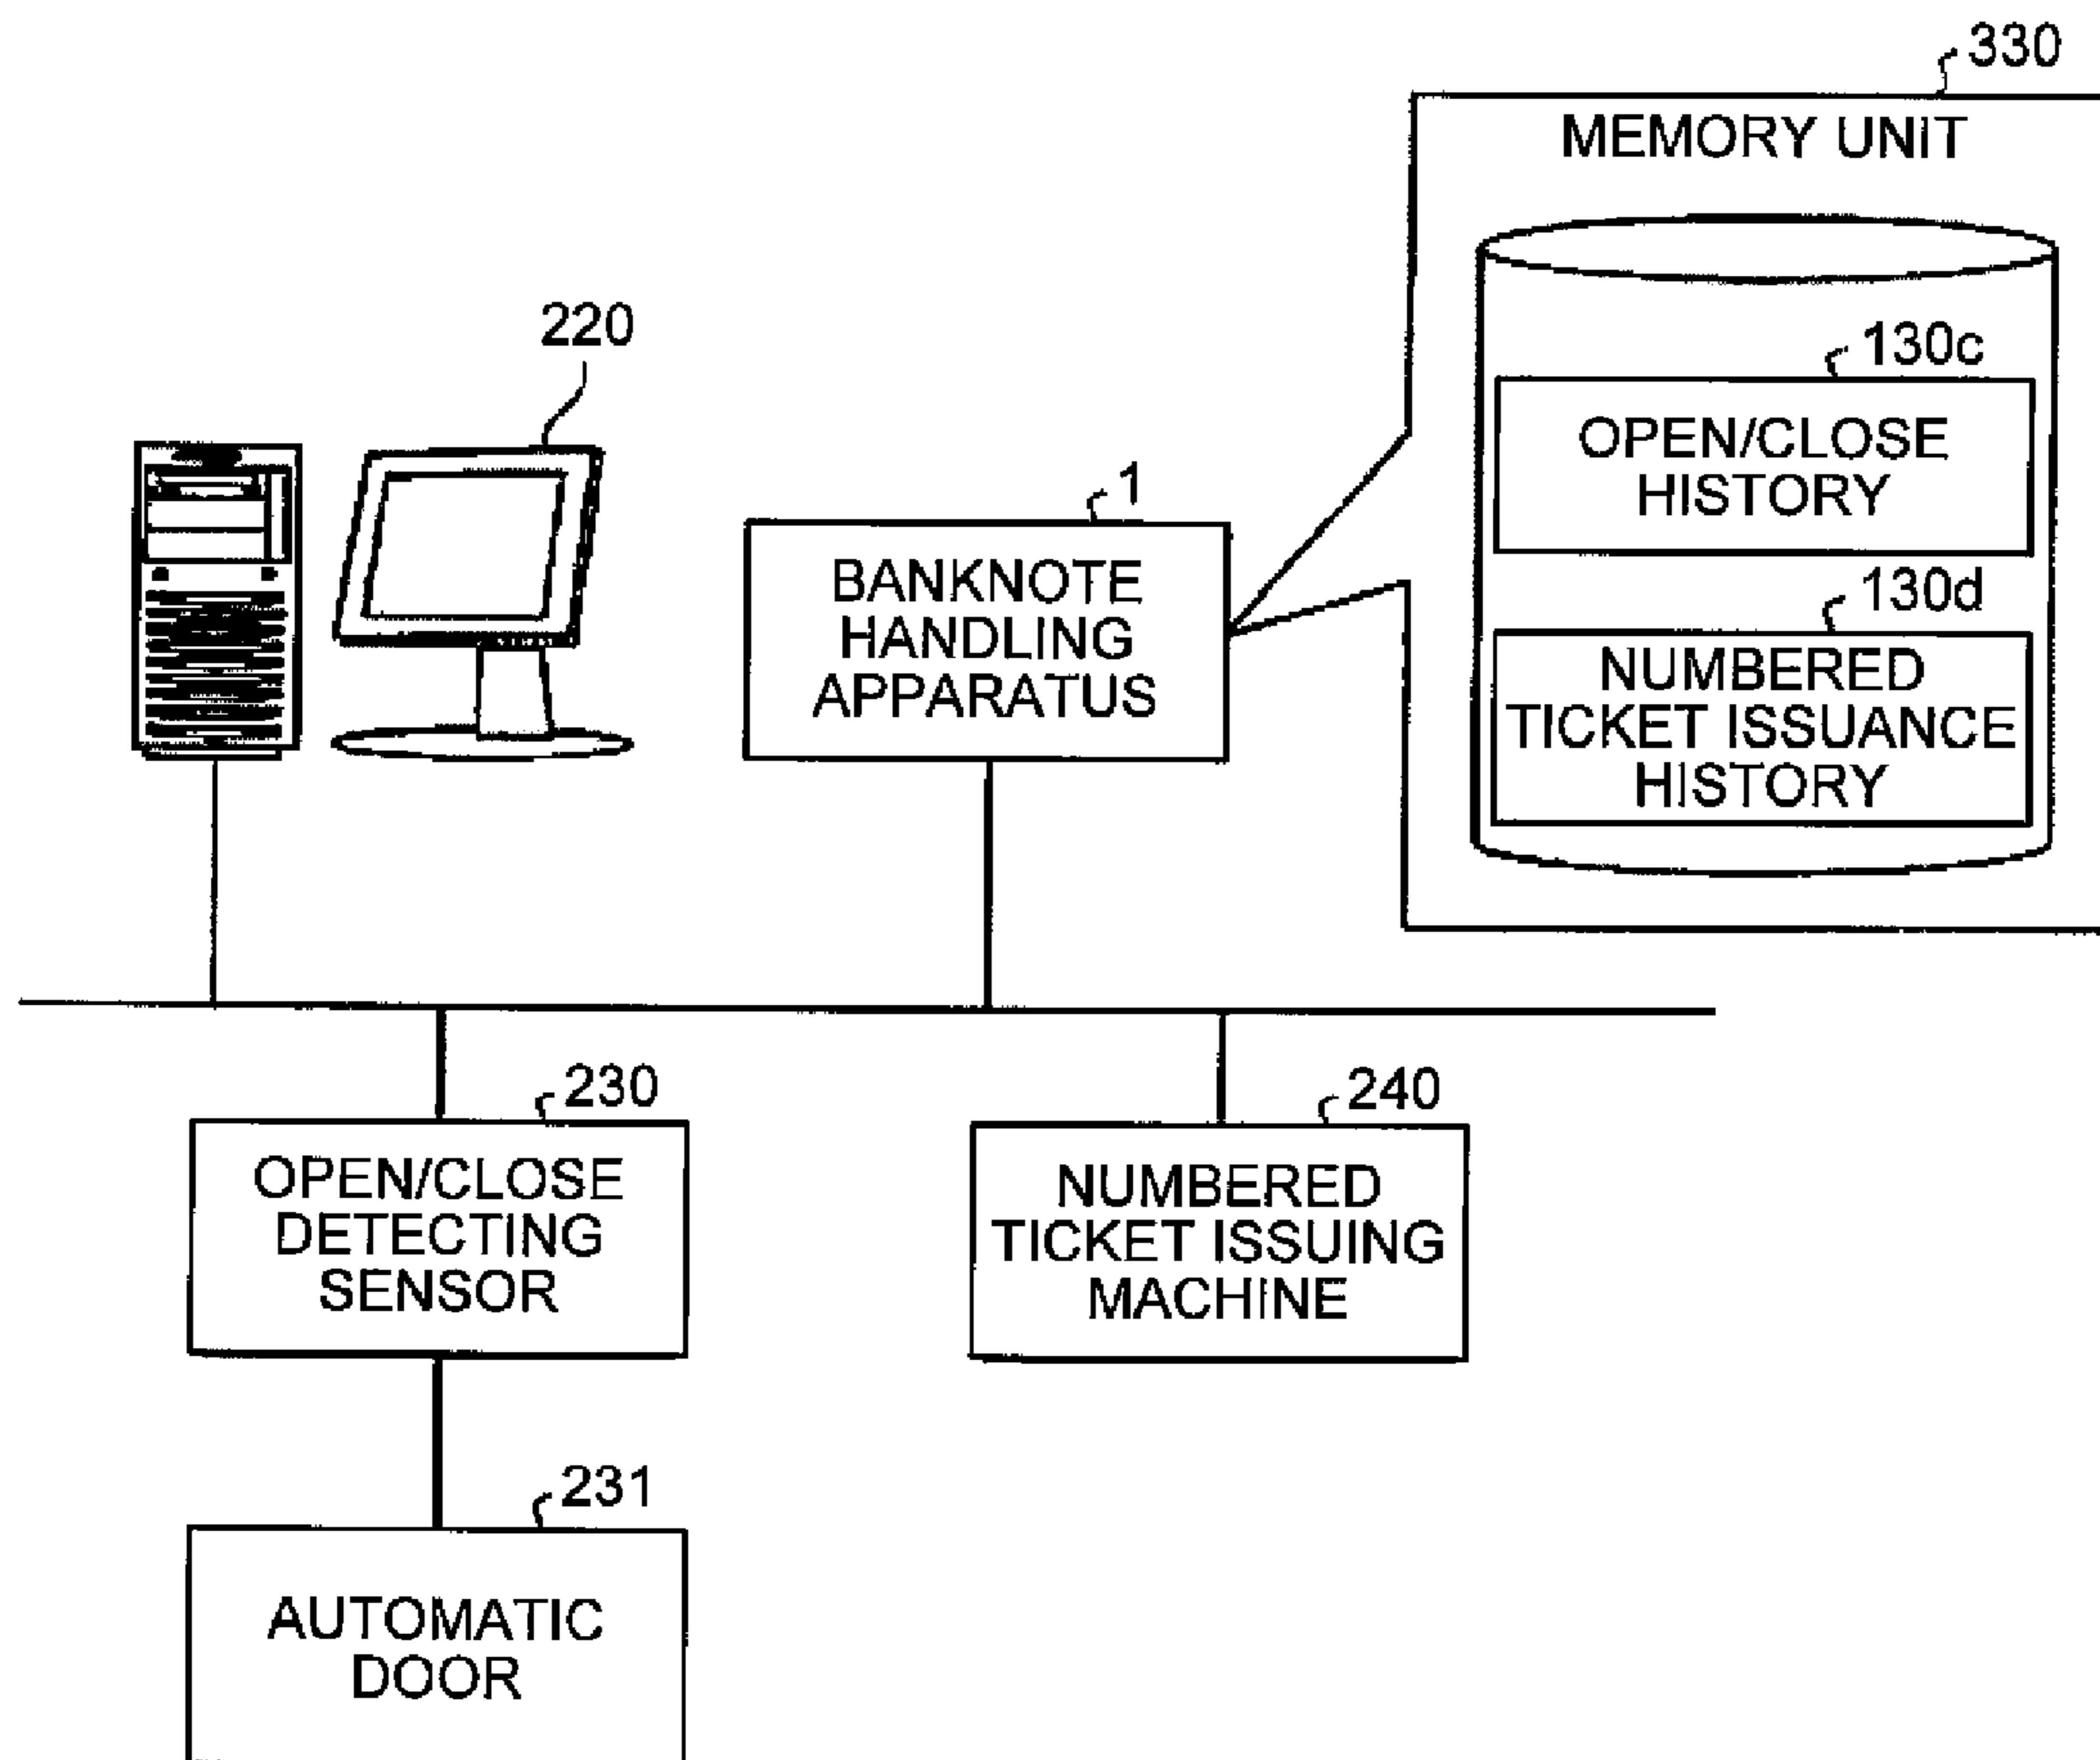 330
MEMORY UNIT
220
130c
OPEN/CLOSE
HISTORY
1
BANKNOTE
HANDLING
APPARATUS
130d
NUMBERED
TICKET ISSUANCE
HISTORY
230
OPEN/CLOSE
DETECTING
SENSOR
240
NUMBERED
TICKET ISSUING
MACHINE
231
AUTOMATIC
DOOR